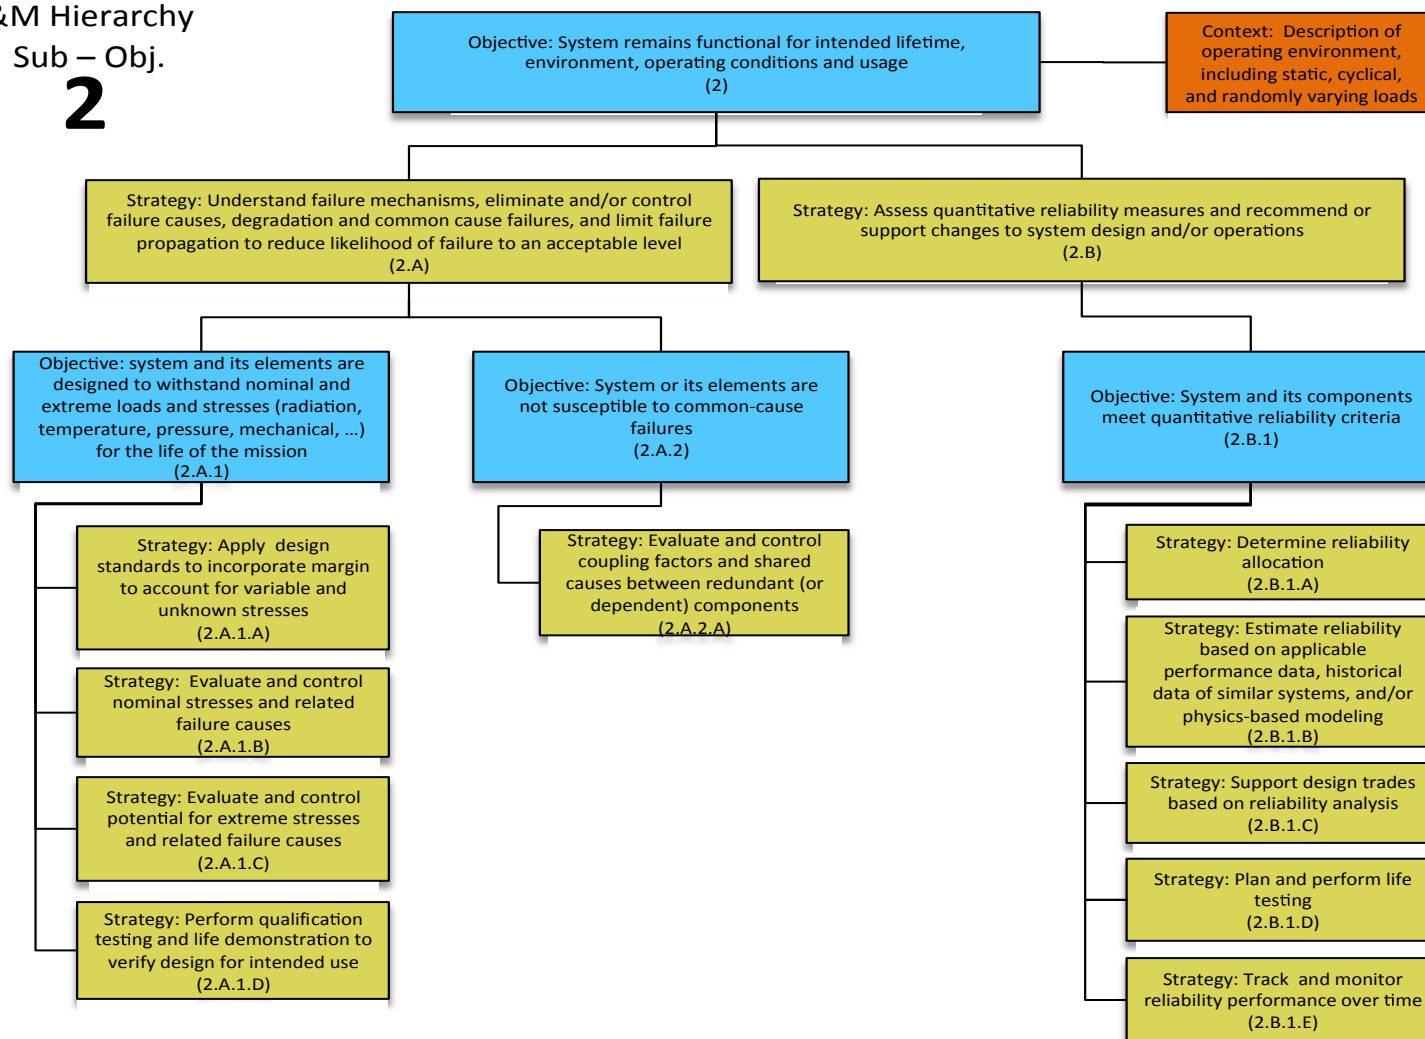 &M Hierarchy
Sub – Obj.
2
Objective: System remains functional for intended lifetime,
environment, operating conditions and usage
(2)
Context:  Description of
operating environment,
including static, cyclical,
and randomly varying loads
Strategy: Understand failure mechanisms, eliminate and/or control
failure causes, degradation and common cause failures, and limit failure
propagation to reduce likelihood of failure to an acceptable level
(2.A)
Strategy: Assess quantitative reliability measures and recommend or
support changes to system design and/or operations
(2.B)
Objective: system and its elements are
designed to withstand nominal and
extreme loads and stresses (radiation,
temperature, pressure, mechanical, …)
for the life of the mission
(2.A.1)
Objective: System or its elements are
not susceptible to common-cause
failures
(2.A.2)
Objective: System and its components
meet quantitative reliability criteria
(2.B.1)
Strategy: Apply  design
standards to incorporate margin
to account for variable and
unknown stresses
(2.A.1.A)
Strategy:  Evaluate and control
nominal stresses and related
failure causes
(2.A.1.B)
Strategy: Evaluate and control
potential for extreme stresses
and related failure causes
(2.A.1.C)
Strategy: Perform qualification
testing and life demonstration to
verify design for intended use
(2.A.1.D)
Strategy: Evaluate and control
coupling factors and shared
causes between redundant (or
dependent) components
(2.A.2.A)
Strategy: Determine reliability
allocation
(2.B.1.A)
Strategy: Estimate reliability
based on applicable
performance data, historical
data of similar systems, and/or
physics-based modeling
(2.B.1.B)
Strategy: Support design trades
based on reliability analysis
(2.B.1.C)
Strategy: Plan and perform life
testing
(2.B.1.D)
Strategy: Track  and monitor
reliability performance over time
(2.B.1.E)